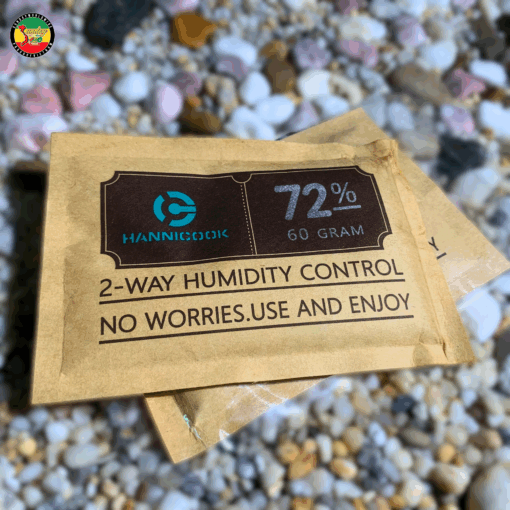 HANNICOOK
72%
60 GRAM
2-WAY HUMIDITY CONTROL
NO WORRIES.USE AND ENJOY